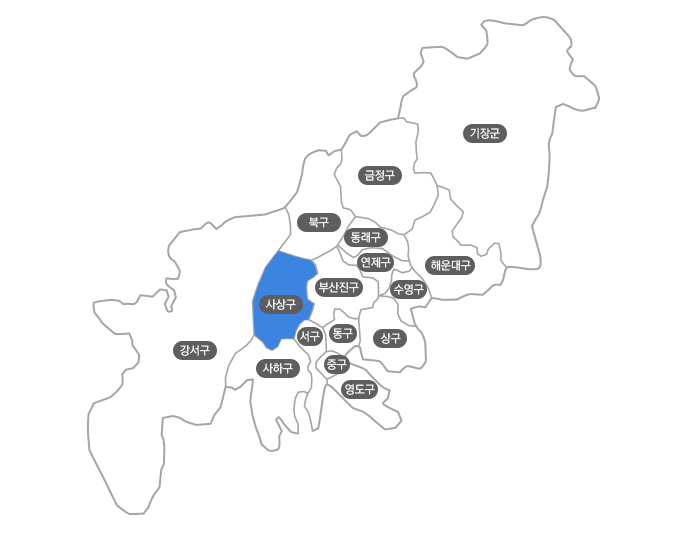 기장군
금정구
북구
동래구
연제구
해운대구
부산진구
수영구
사상구
서구
동구
상구
강서구
사하구
중구
영도구